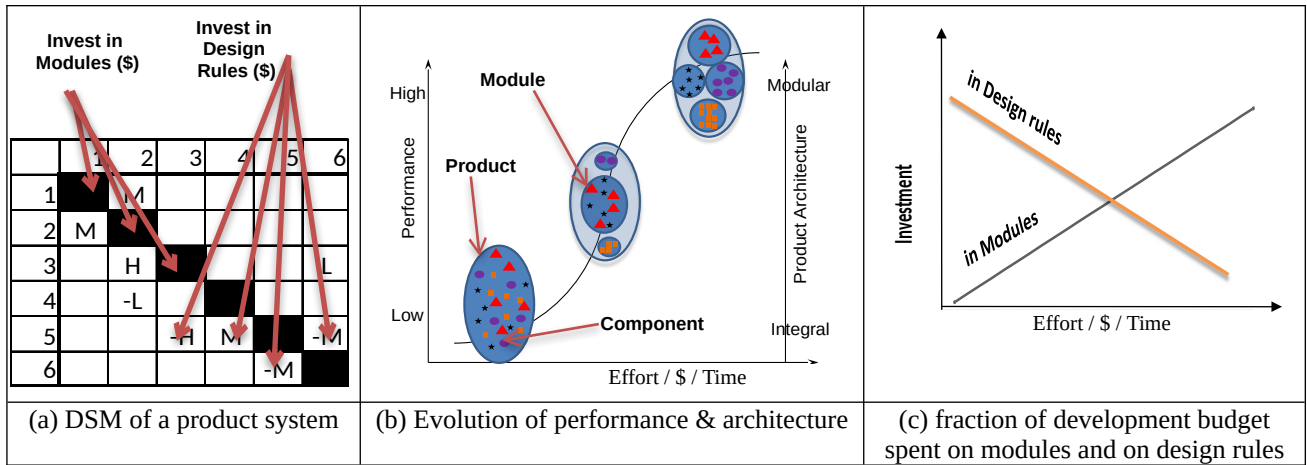 Invest in
Modules ($)
Invest in
Design
Rules ($)
1 2 3 4 5 6
1 M
2 M
3 H L
4 -L
5 -H M -M
6 -M
(a) DSM of a product system
High
Low
Performance
Module
Product
Component
Modular
Integral
Product Architecture
Effort / $ / Time
(b) Evolution of performance & architecture
Investment
in Design rules
in Modules
Effort / $ / Time
(c) fraction of development budget
spent on modules and on design rules